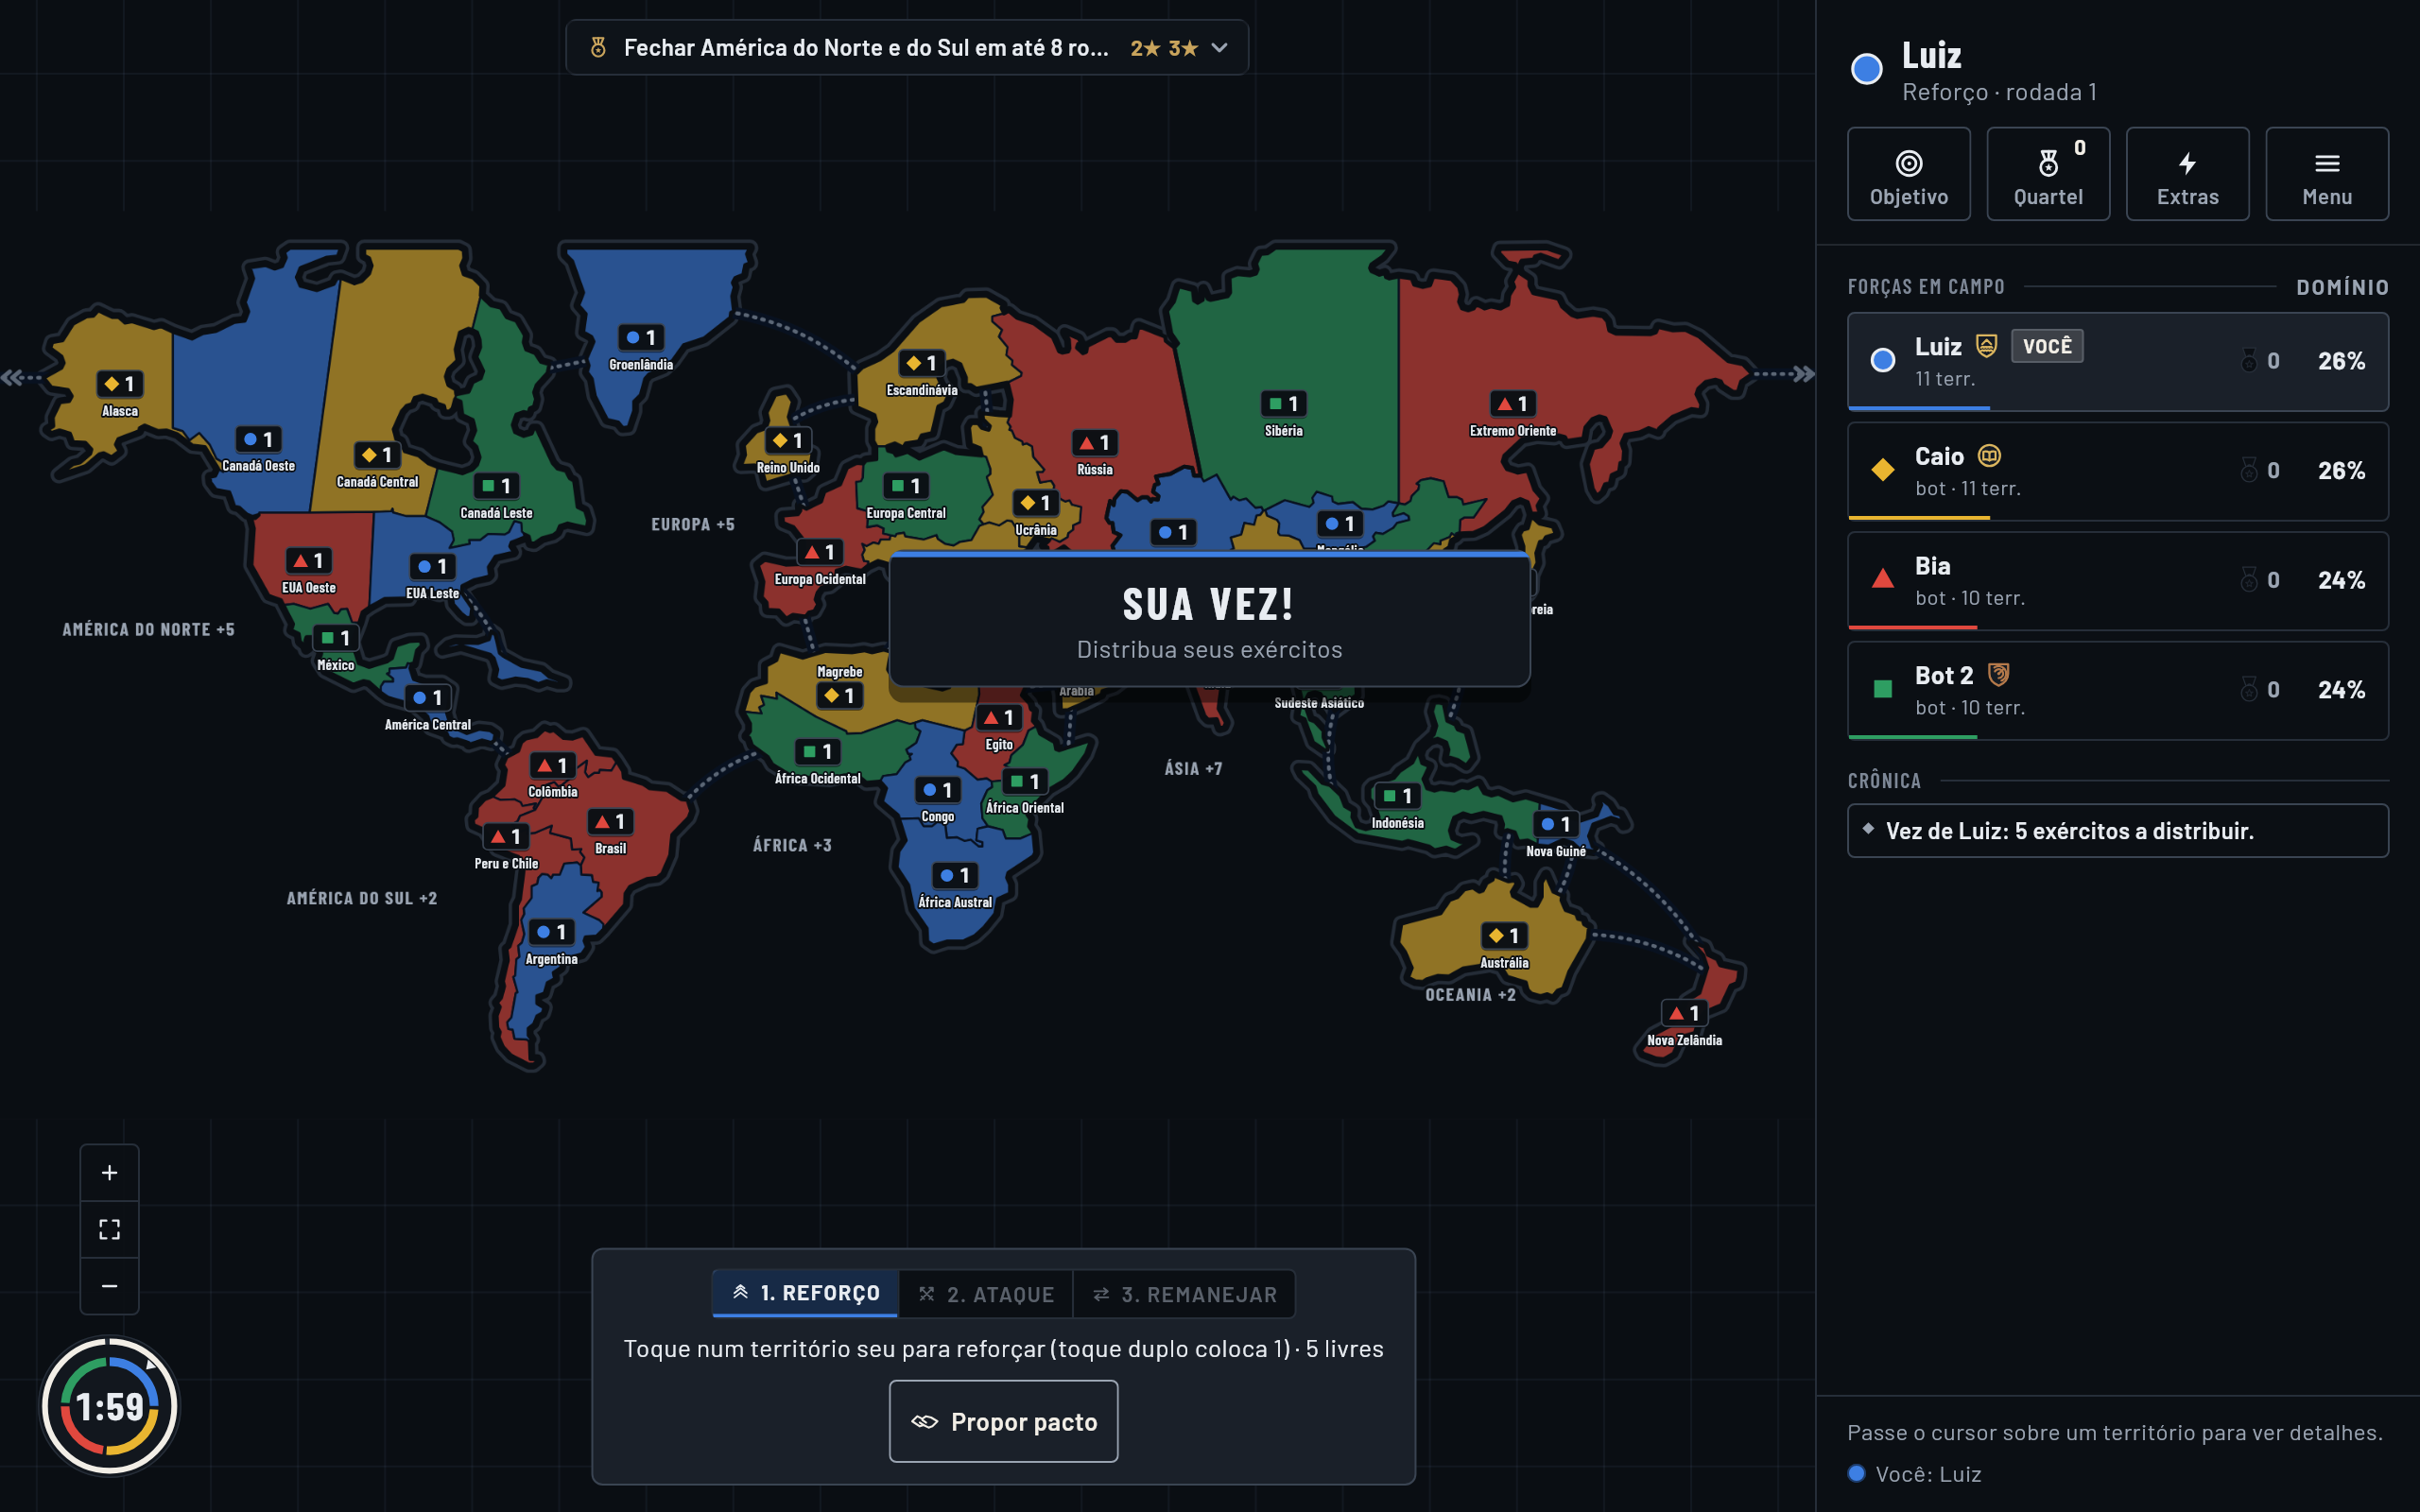 Fechar América do Norte e do Sul em até 8 ro... 2★ 3★
Luiz
Reforço · rodada 1
Objetivo
0
Quartel
Extras
Menu
FORÇAS EM CAMPO DOMÍNIO
Luiz VOCÊ
11 terr.
0 26%
Caio
bot · 11 terr.
0 26%
Bia
bot · 10 terr.
0 24%
Bot 2
bot · 10 terr.
0 24%
CRÔNICA
Vez de Luiz: 5 exércitos a distribuir.
Passe o cursor sobre um território para ver detalhes.
Você: Luiz
1
Groenlândia
1
Alasca
1
Canadá Oeste
1
Canadá Central
1
Canadá Leste
1
EUA Oeste
1
EUA Leste
AMÉRICA DO NORTE +5
1
México
1
América Central
1
Colômbia
1
Peru e Chile
1
Brasil
1
Argentina
AMÉRICA DO SUL +2
1
Escandinávia
1
Reino Unido
1
Europa Central
1
Ucrânia
1
Europa Ocidental
EUROPA +5
1
Rússia
1
Sibéria
1
Extremo Oriente
1
1
SUA VEZ!
Distribua seus exércitos
Magrebe
1
1
Egito
1
África Ocidental
1
África Oriental
1
Congo
1
África Austral
ÁFRICA +3
Arábia
Sudeste Asiático
ÁSIA +7
1
Indonésia
1
Nova Guiné
1
Austrália
OCEANIA +2
1
Nova Zelândia
+
−
1:59
1. REFORÇO
2. ATAQUE
3. REMANEJAR
Toque num território seu para reforçar (toque duplo coloca 1) · 5 livres
Propor pacto